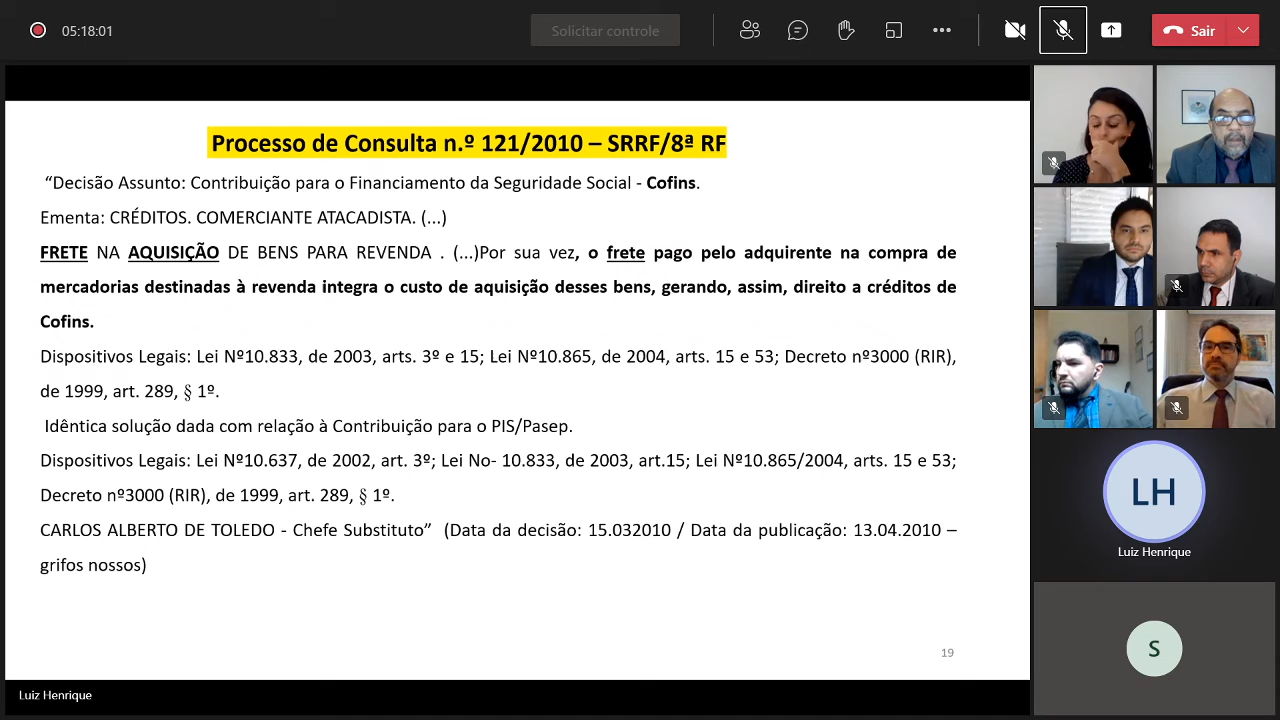 05:18:01
Solicitar controle
Sair
Processo de Consulta n.º 121/2010 – SRRF/8ª RF
“Decisão Assunto: Contribuição para o Financiamento da Seguridade Social - Cofins.
Ementa: CRÉDITOS. COMERCIANTE ATACADISTA. (...)
FRETE NA AQUISIÇÃO DE BENS PARA REVENDA . (...)Por sua vez, o frete pago pelo adquirente na compra de
mercadorias destinadas à revenda integra o custo de aquisição desses bens, gerando, assim, direito a créditos de
Cofins.
Dispositivos Legais: Lei Nº10.833, de 2003, arts. 3º e 15; Lei Nº10.865, de 2004, arts. 15 e 53; Decreto nº3000 (RIR),
de 1999, art. 289, § 1º.
Idêntica solução dada com relação à Contribuição para o PIS/Pasep.
Dispositivos Legais: Lei Nº10.637, de 2002, art. 3º; Lei No- 10.833, de 2003, art.15; Lei Nº10.865/2004, arts. 15 e 53;
Decreto nº3000 (RIR), de 1999, art. 289, § 1º.
CARLOS ALBERTO DE TOLEDO - Chefe Substituto” (Data da decisão: 15.032010 / Data da publicação: 13.04.2010 –
grifos nossos)
19
Luiz Henrique
LH
Luiz Henrique
S